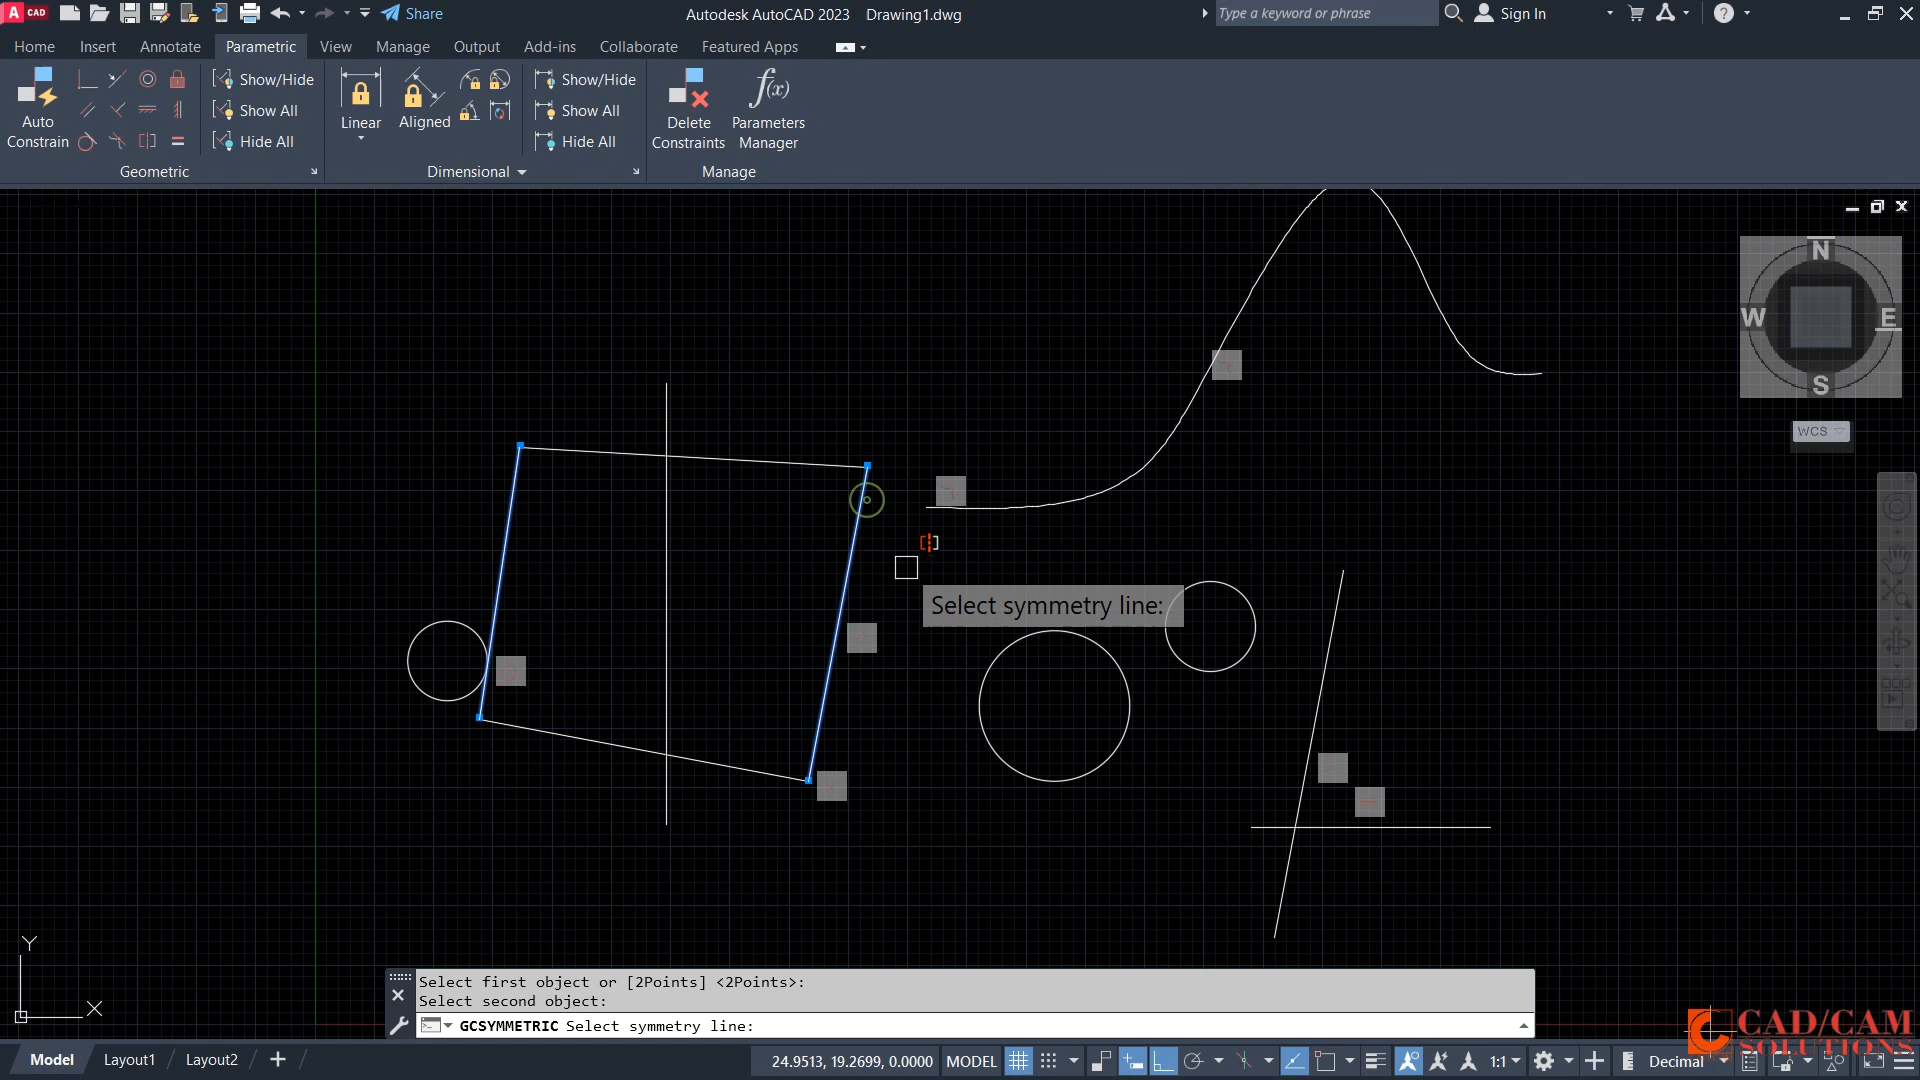 CAD
Share
Autodesk AutoCAD 2023 Drawing1.dwg
Type a keyword or phrase
Sign In
Home Insert Annotate Parametric View Manage Output Add-ins Collaborate Featured Apps
Auto Constrain
Show/Hide
Show All
Hide All
Geometric
Linear
Aligned
Show/Hide
Show All
Hide All
Dimensional
Delete Constraints
f(x)
Parameters Manager
Manage
N
W E
S
WCS
Select symmetry line:
Y
X
Select first object or [2Points] <2Points>:
Select second object:
GCSYMMETRIC Select symmetry line:
CAD/CAM
SOLUTIONS
Model Layout1 Layout2
24.9513, 19.2699, 0.0000 MODEL 1:1 Decimal